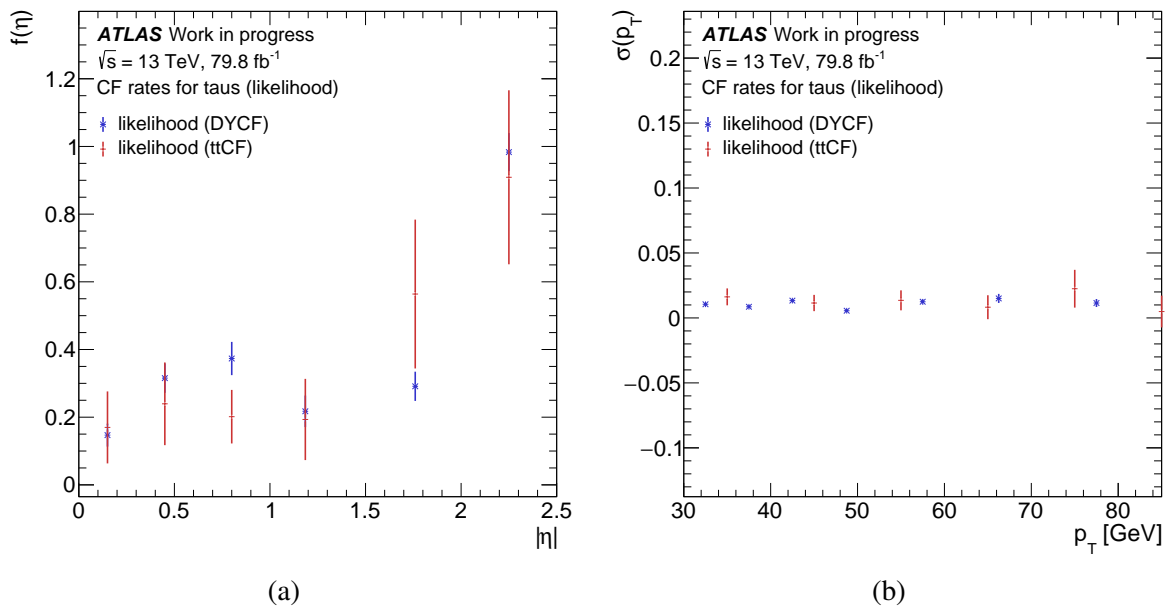 f(η)
ATLAS Work in progress
√s = 13 TeV, 79.8 fb⁻¹
CF rates for taus (likelihood)
likelihood (DYCF)
likelihood (ttCF)
1.2
1
0.8
0.6
0.4
0.2
0
0 0.5 1 1.5 2 2.5
|η|
(a)
σ(p_T)
ATLAS Work in progress
√s = 13 TeV, 79.8 fb⁻¹
CF rates for taus (likelihood)
likelihood (DYCF)
likelihood (ttCF)
0.2
0.15
0.1
0.05
0
−0.05
−0.1
30 40 50 60 70 80
p_T [GeV]
(b)